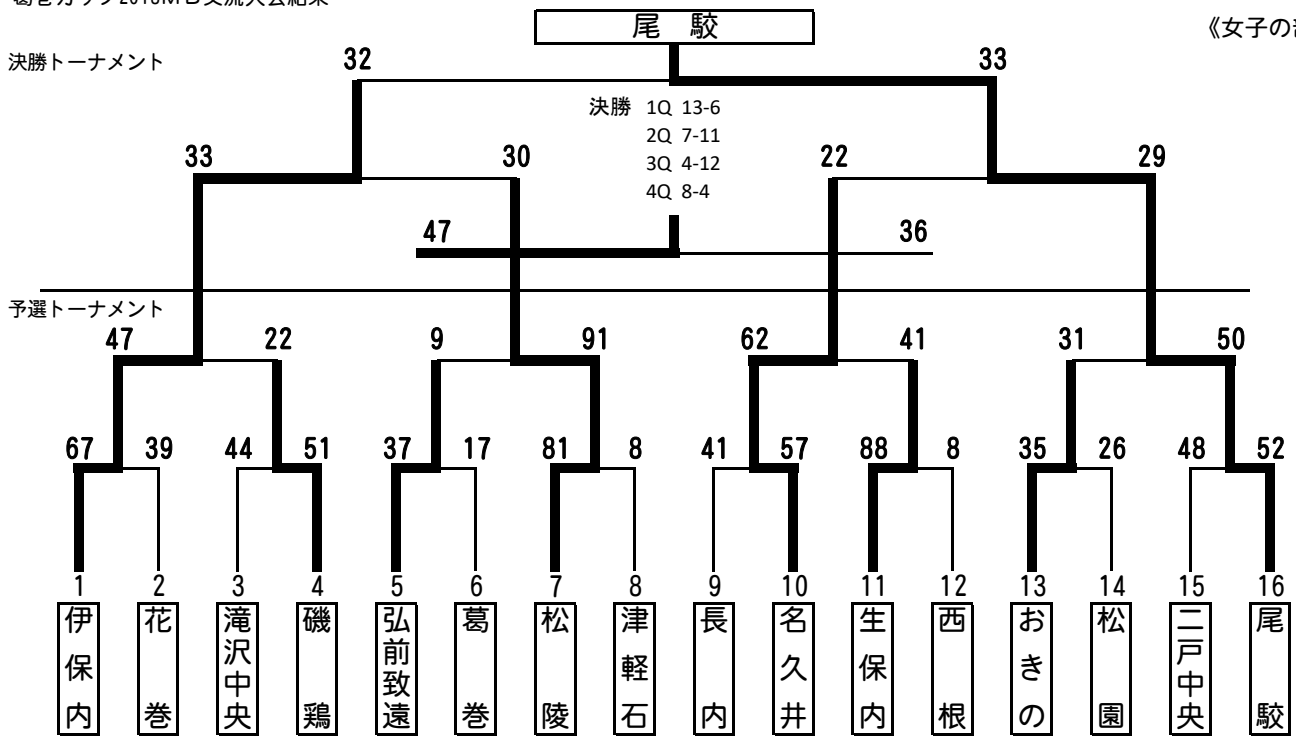 尾 駮
《女子の部
決勝トーナメント
32 33
決勝 1Q 13-6
2Q 7-11
3Q 4-12
4Q 8-4
33 30 22 29
47 36
予選トーナメント
47 22 9 91 62 41 31 50
67 39 44 51 37 17 81 8 41 57 88 8 35 26 48 52
1 2 3 4 5 6 7 8 9 10 11 12 13 14 15 16
伊保内
花巻
滝沢中央
磯鶏
弘前致遠
葛巻
松陵
津軽石
長内
名久井
生保内
西根
おきの
松園
二戸中央
尾駮